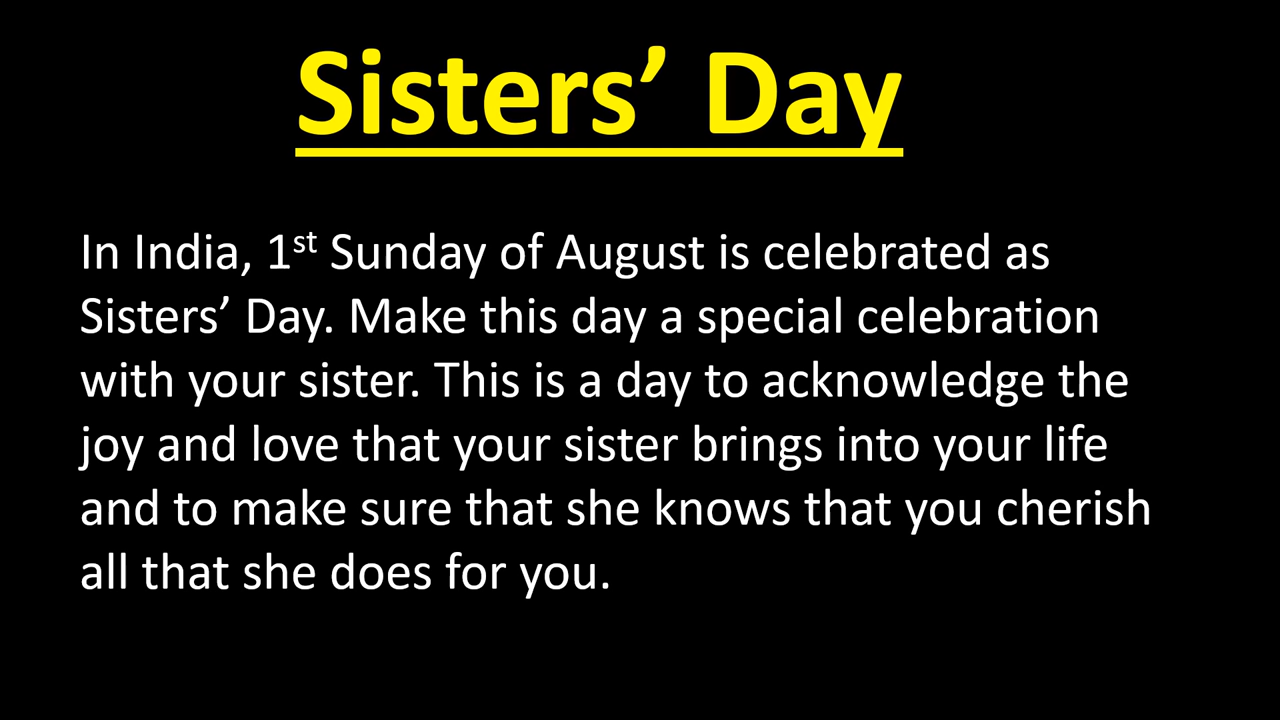 Sisters’ Day
In India, 1st Sunday of August is celebrated as
Sisters’ Day. Make this day a special celebration
with your sister. This is a day to acknowledge the
joy and love that your sister brings into your life
and to make sure that she knows that you cherish
all that she does for you.